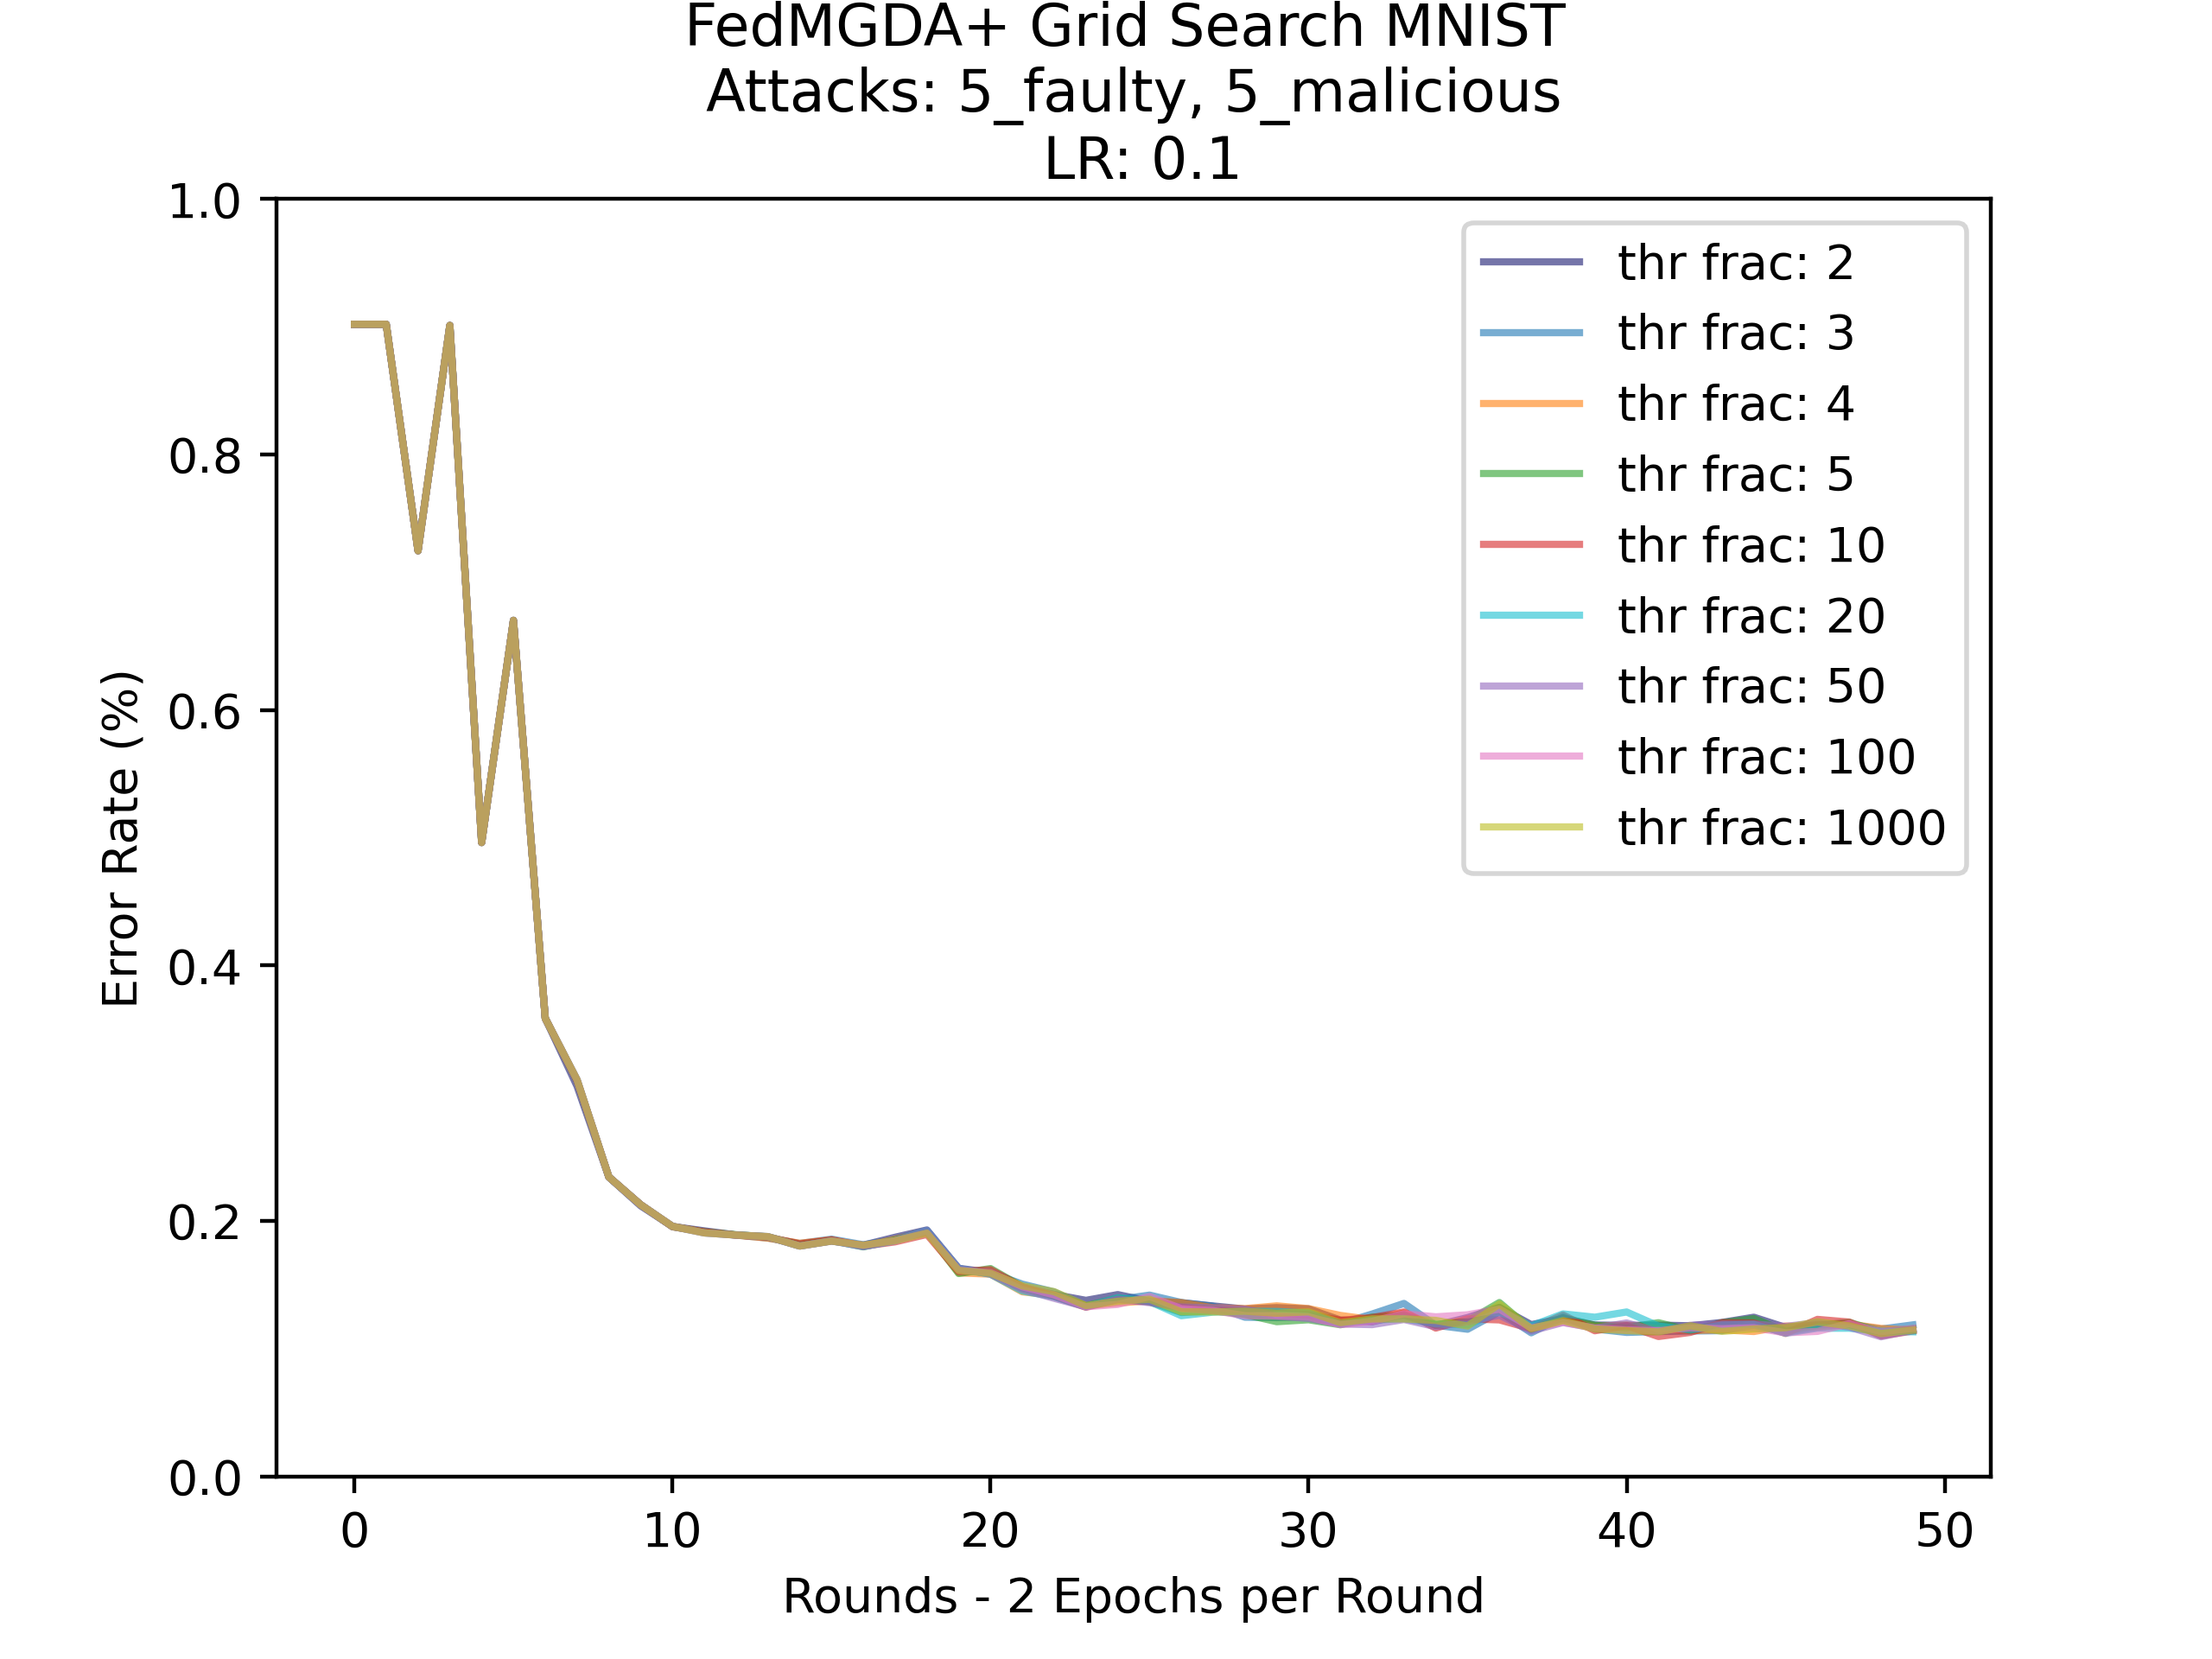 FedMGDA+ Grid Search MNIST
Attacks: 5_faulty, 5_malicious
LR: 0.1
1.0
0.8
0.6
0.4
0.2
0.0
Error Rate (%)
thr frac: 2
thr frac: 3
thr frac: 4
thr frac: 5
thr frac: 10
thr frac: 20
thr frac: 50
thr frac: 100
thr frac: 1000
0 10 20 30 40 50
Rounds - 2 Epochs per Round